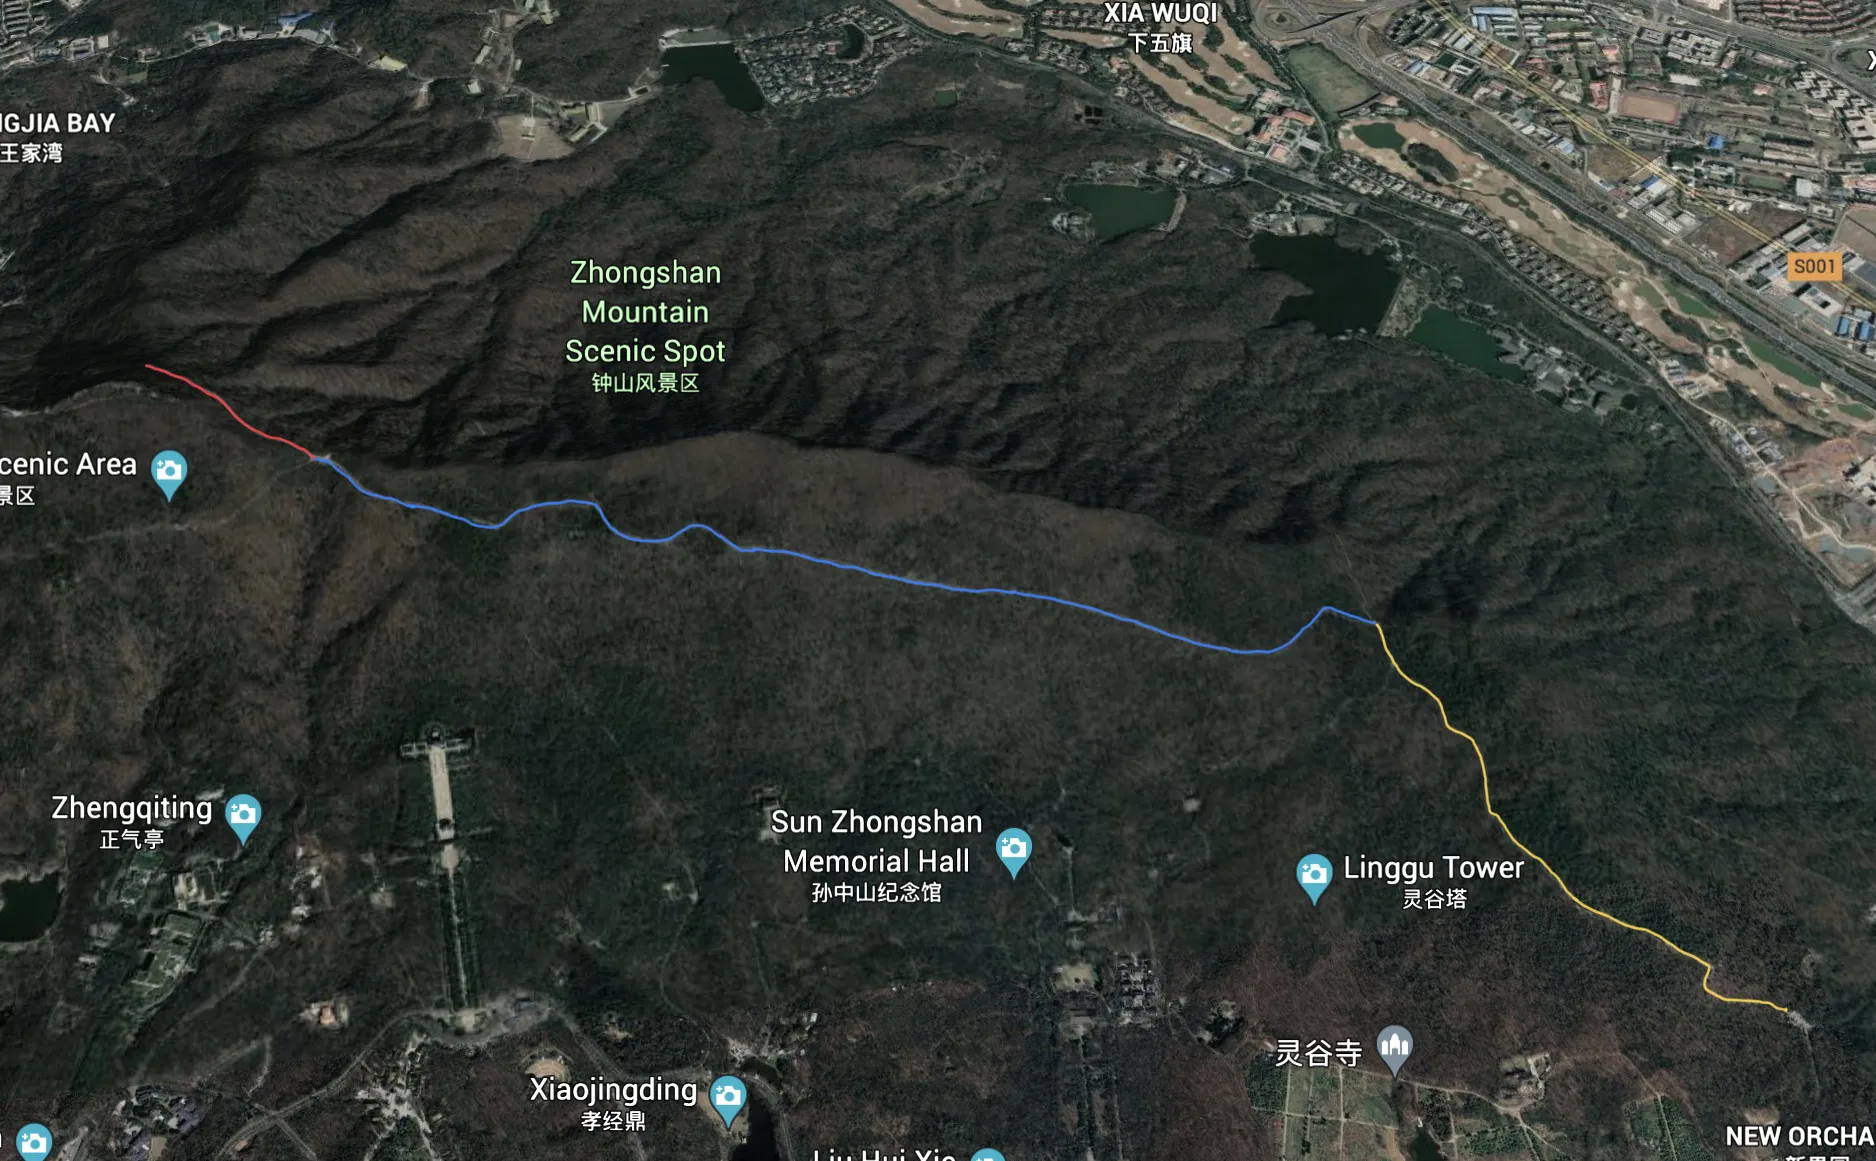 XIA WUQI
下五旗
GJIA BAY
王家湾
Zhongshan
Mountain
Scenic Spot
钟山风景区
S001
cenic Area
景区
Zhengqiting
正气亭
Sun Zhongshan
Memorial Hall
孙中山纪念馆
Linggu Tower
灵谷塔
灵谷寺
Xiaojingding
孝经鼎
NEW ORCHA
Liu Hui Xie